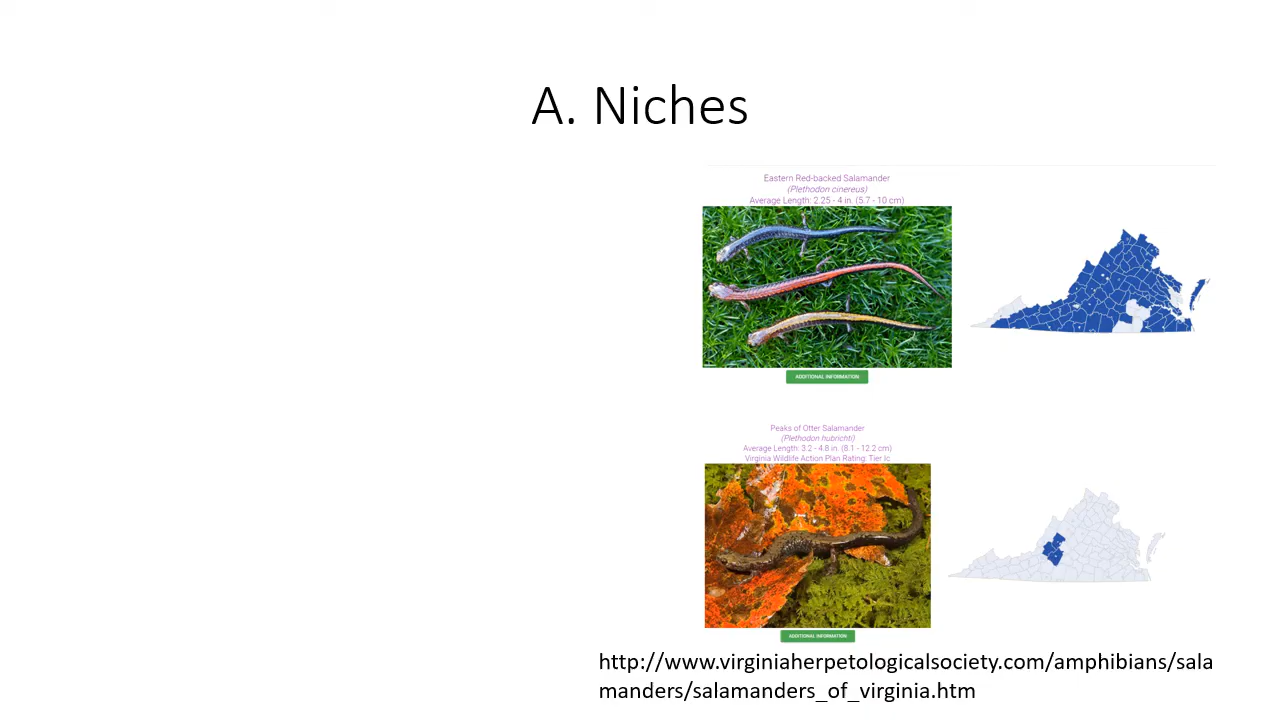 A. Niches
Eastern Red-backed Salamander
(Plethodon cinereus)
Average Length: 2.25 - 4 in. (5.7 - 10 cm)
ADDITIONAL INFORMATION
Peaks of Otter Salamander
(Plethodon hubrichti)
Average Length: 3.2 - 4.8 in. (8.1 - 12.2 cm)
Virginia Wildlife Action Plan Rating: Tier Ic
ADDITIONAL INFORMATION
http://www.virginiaherpetologicalsociety.com/amphibians/sala
manders/salamanders_of_virginia.htm